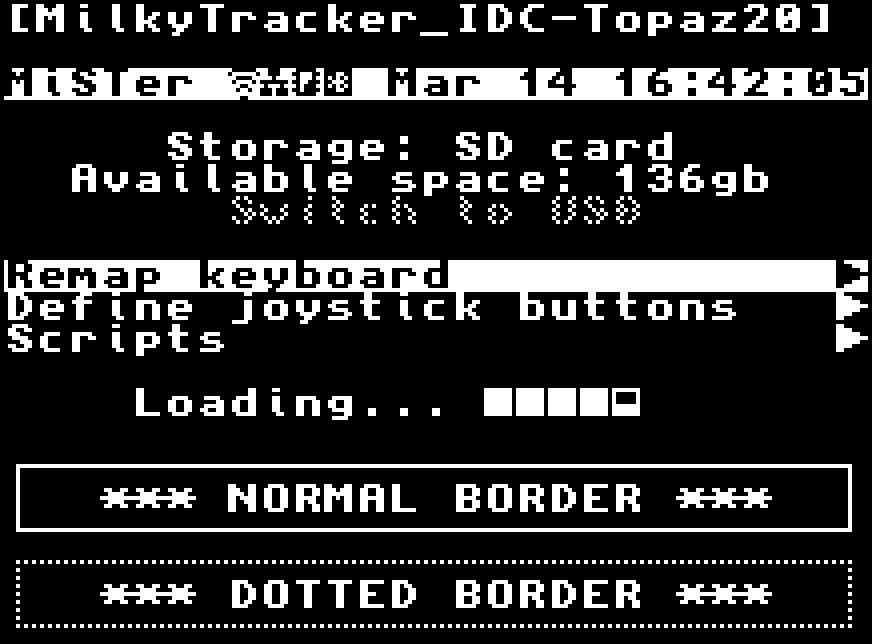 [MilkyTracker_IDC-Topaz20]
MiSTer Mar 14 16:42:05
Storage: SD card
Available space: 136gb
Switch to USB
Remap keyboard
Define joystick buttons
Scripts
Loading...
*** NORMAL BORDER ***
*** DOTTED BORDER ***